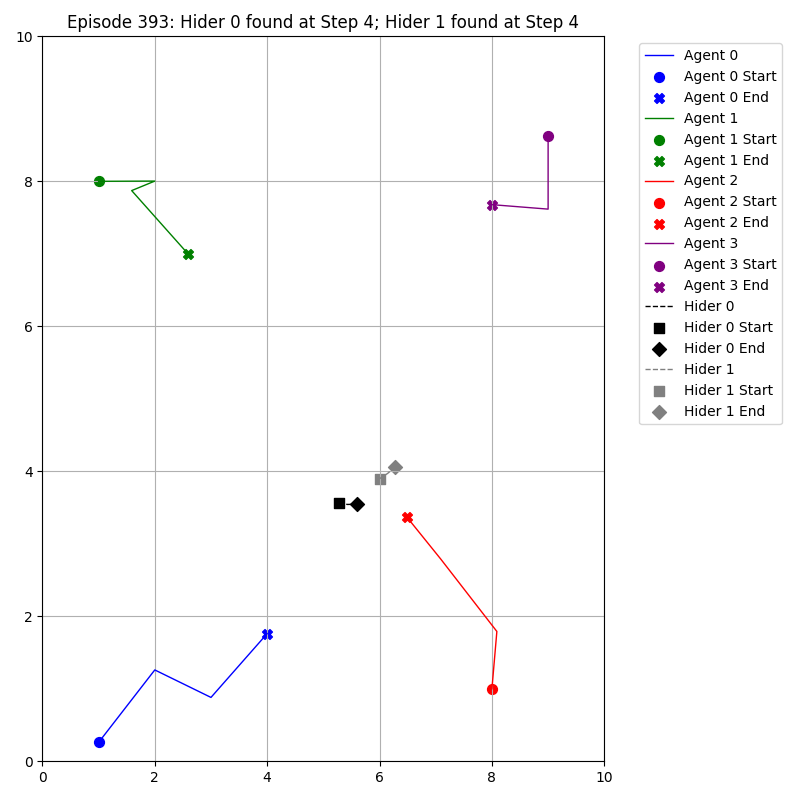 Episode 393: Hider 0 found at Step 4; Hider 1 found at Step 4
10
8
6
4
2
0
0 2 4 6 8 10
Agent 0
Agent 0 Start
Agent 0 End
Agent 1
Agent 1 Start
Agent 1 End
Agent 2
Agent 2 Start
Agent 2 End
Agent 3
Agent 3 Start
Agent 3 End
Hider 0
Hider 0 Start
Hider 0 End
Hider 1
Hider 1 Start
Hider 1 End